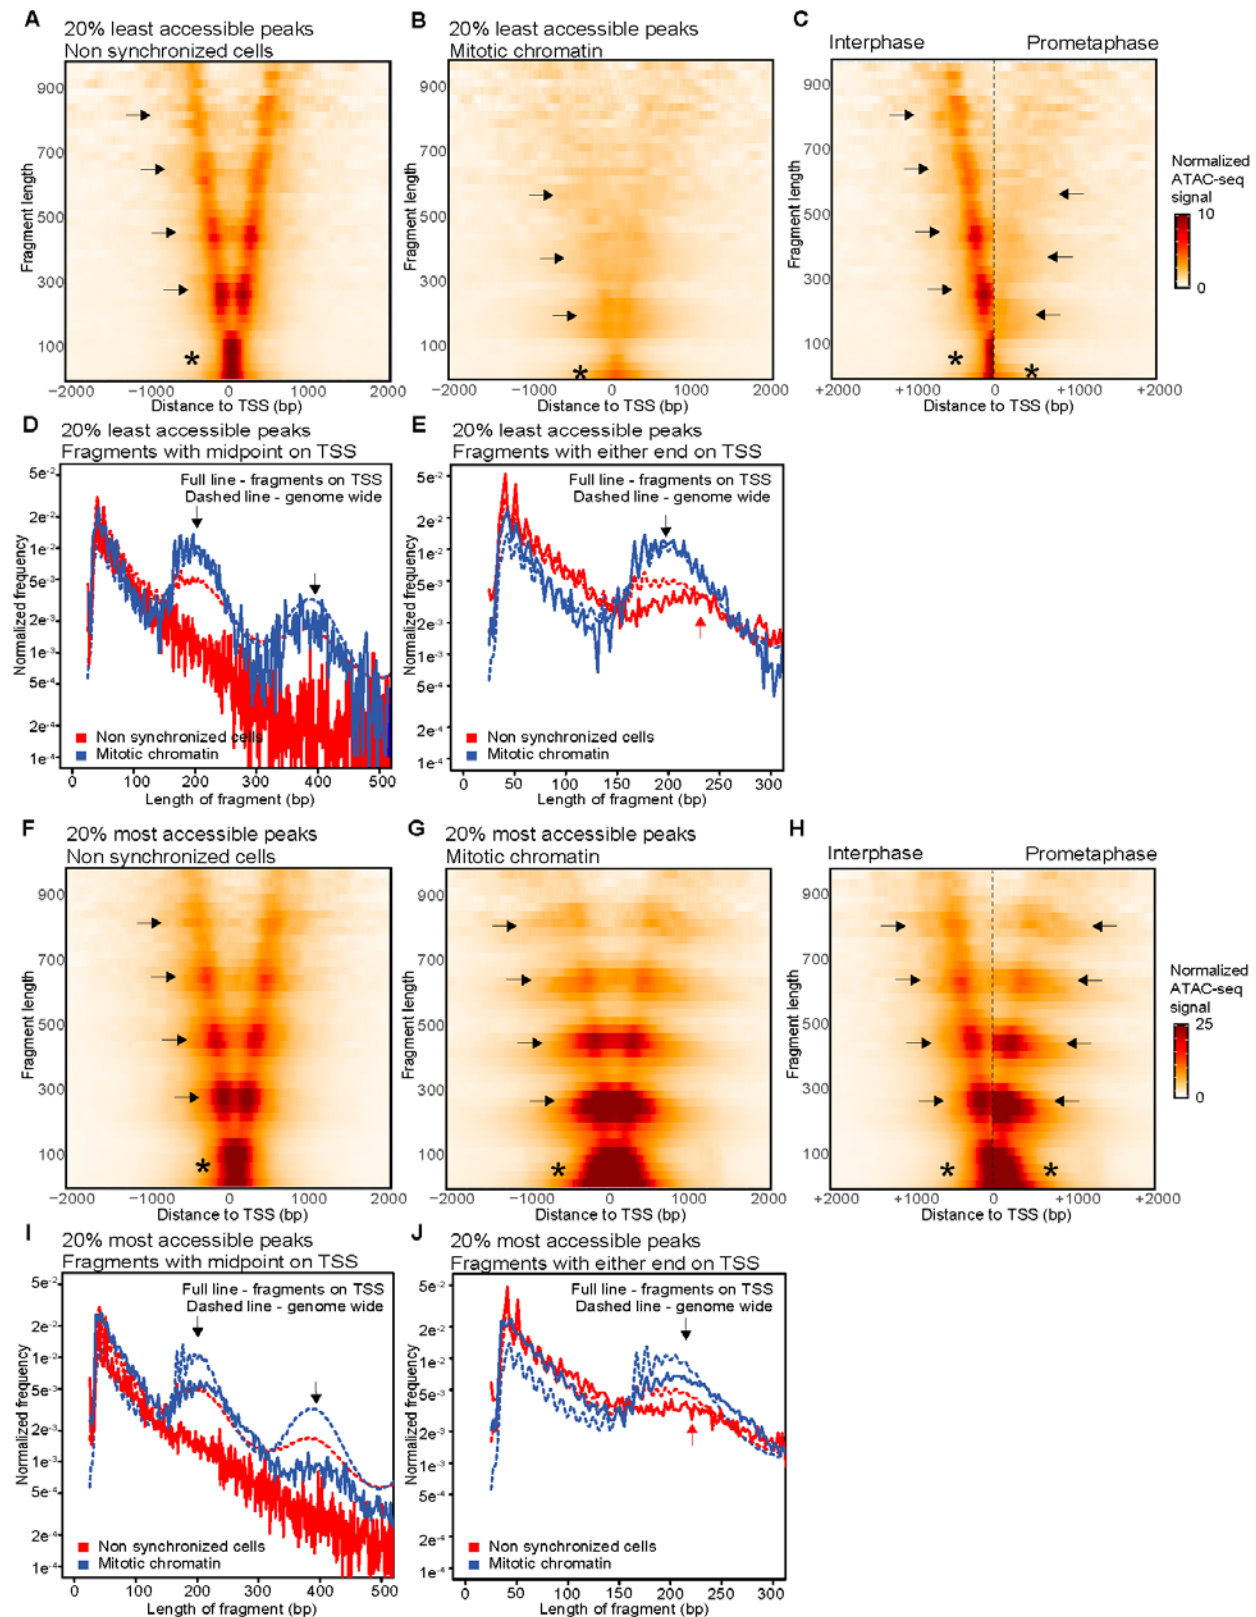 A
20% least accessible peaks
Non synchronized cells
900
700
500
300
100
Fragment length
*
−2000 −1000 0 1000 2000
Distance to TSS (bp)
B
20% least accessible peaks
Mitotic chromatin
900
700
500
300
100
Fragment length
*
−2000 −1000 0 1000 2000
Distance to TSS (bp)
C
Interphase Prometaphase
900
700
500
300
100
Fragment length
* *
+2000 +1000 0 +1000 +2000
Distance to TSS (bp)
Normalized
ATAC-seq
signal
10
0
D
20% least accessible peaks
Fragments with midpoint on TSS
Full line - fragments on TSS
Dashed line - genome wide
5e-2
2e-2
1e-2
5e-3
2e-3
1e-3
5e-4
2e-4
1e-4
Normalized frequency
Non synchronized cells
Mitotic chromatin
0 100 200 300 400 500
Length of fragment (bp)
E
20% least accessible peaks
Fragments with either end on TSS
Full line - fragments on TSS
Dashed line - genome wide
5e-2
2e-2
1e-2
5e-3
2e-3
1e-3
5e-4
2e-4
1e-4
Normalized frequency
Non synchronized cells
Mitotic chromatin
0 50 100 150 200 250 300
Length of fragment (bp)
F
20% most accessible peaks
Non synchronized cells
900
700
500
300
100
Fragment length
*
−2000 −1000 0 1000 2000
Distance to TSS (bp)
G
20% most accessible peaks
Mitotic chromatin
900
700
500
300
100
Fragment length
*
−2000 −1000 0 1000 2000
Distance to TSS (bp)
H
Interphase Prometaphase
900
700
500
300
100
Fragment length
* *
+2000 +1000 0 +1000 +2000
Distance to TSS (bp)
Normalized
ATAC-seq
signal
25
0
I
20% most accessible peaks
Fragments with midpoint on TSS
Full line - fragments on TSS
Dashed line - genome wide
5e-2
2e-2
1e-2
5e-3
2e-3
1e-3
5e-4
2e-4
1e-4
Normalized frequency
Non synchronized cells
Mitotic chromatin
0 100 200 300 400 500
Length of fragment (bp)
J
20% most accessible peaks
Fragments with either end on TSS
Full line - fragments on TSS
Dashed line - genome wide
5e-2
2e-2
1e-2
5e-3
2e-3
1e-3
5e-4
2e-4
1e-4
Normalized frequency
Non synchronized cells
Mitotic chromatin
0 50 100 150 200 250 300
Length of fragment (bp)